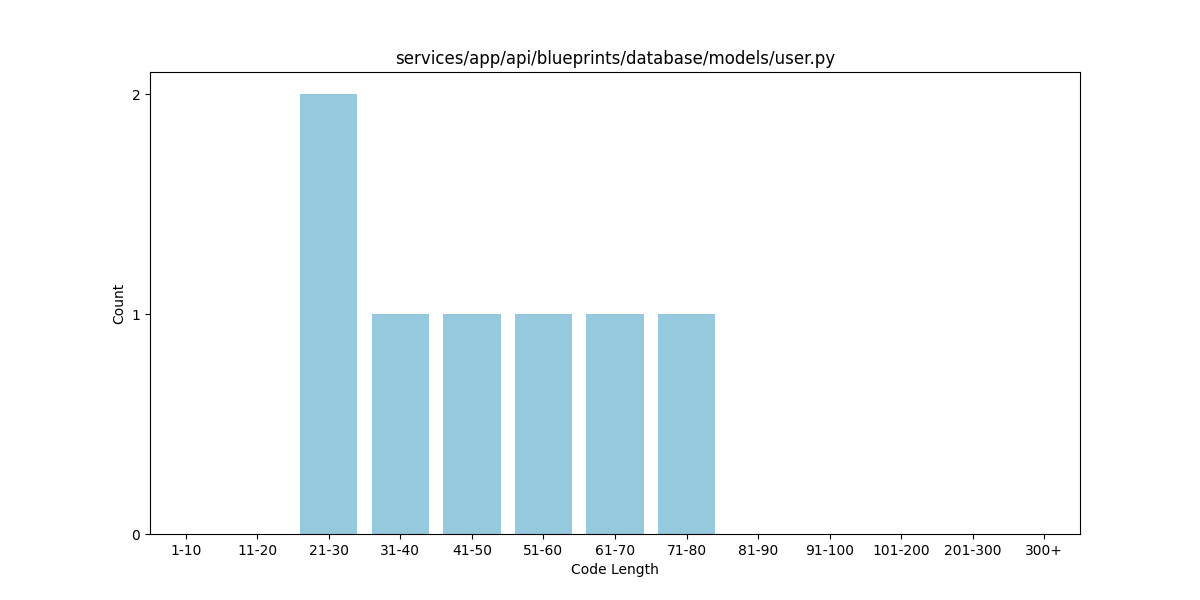 services/app/api/blueprints/database/models/user.py
2
1
0
Count
1-10 11-20 21-30 31-40 41-50 51-60 61-70 71-80 81-90 91-100 101-200 201-300 300+
Code Length